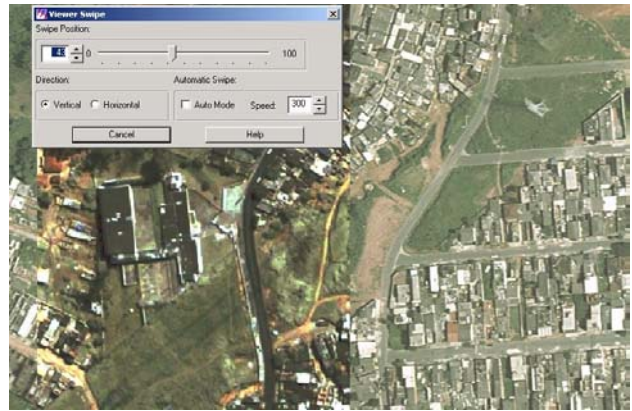 Viewer Swipe
Swipe Position:
43 0 100
Direction: Automatic Swipe:
Vertical Horizontal Auto Mode Speed: 300
Cancel Help